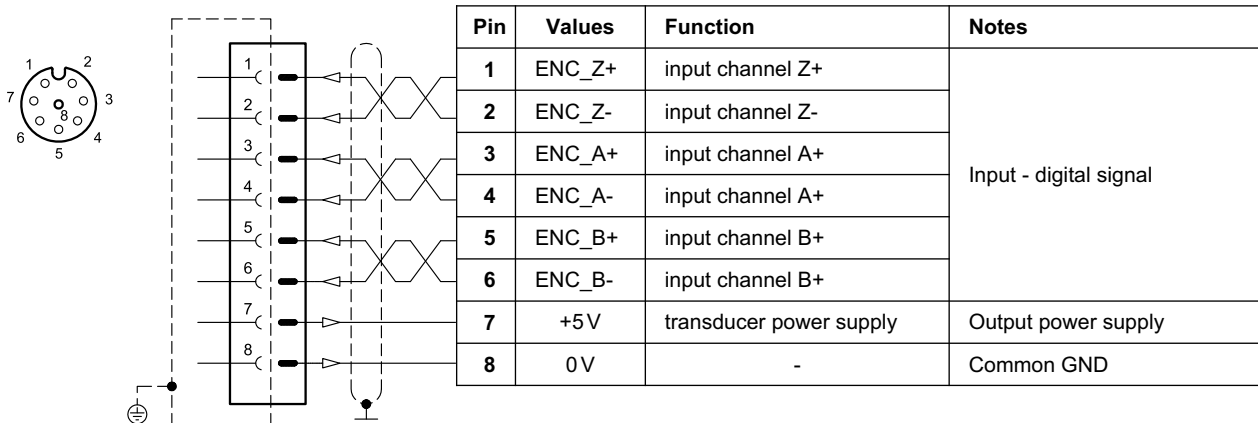 Pin Values Function Notes
1 ENC_Z+ input channel Z+
2 ENC_Z- input channel Z-
3 ENC_A+ input channel A+
4 ENC_A- input channel A+
Input - digital signal
5 ENC_B+ input channel B+
6 ENC_B- input channel B+
7 +5V transducer power supply Output power supply
8 0V - Common GND
1 2
7 8 3
6 4
5
1
2
3
4
5
6
7
8